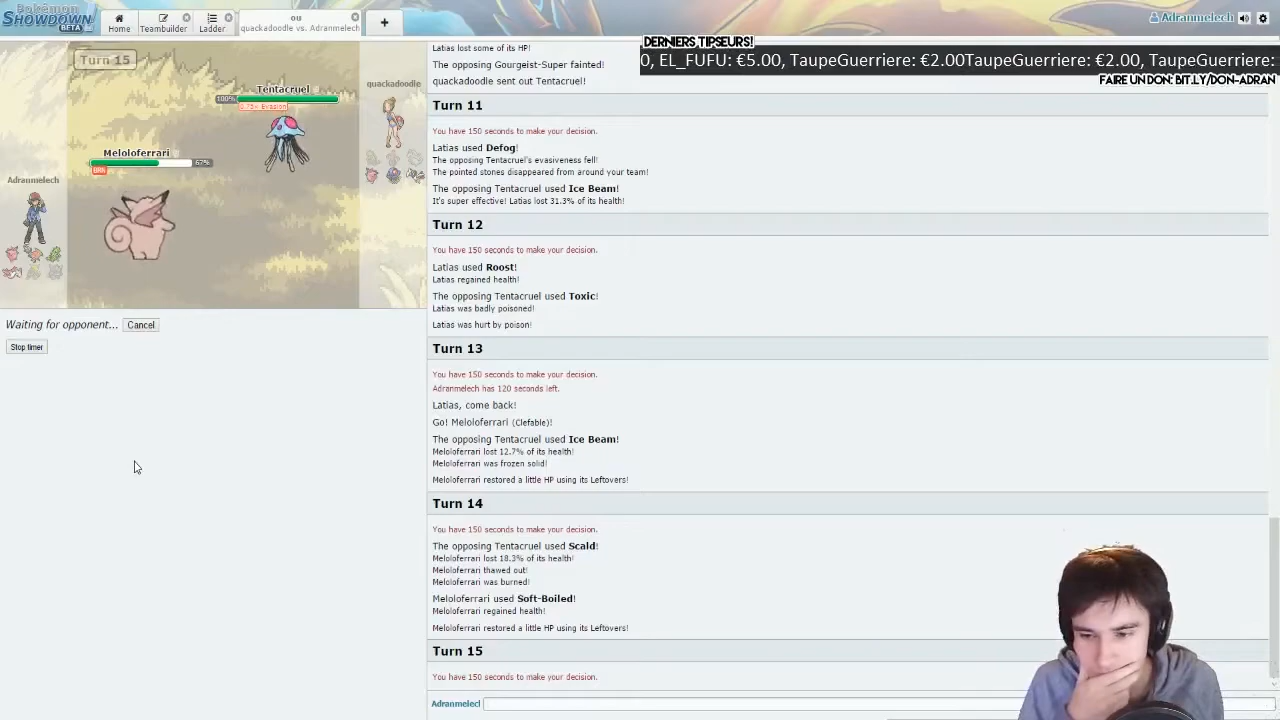 Pokémon
SHOWDOWN
BETA
Home
Teambuilder
Ladder
ou
quackadoodle vs. Adranmelech
+
Adranmelech
DERNIERS TIPSEURS!
0, EL_FUFU: €5.00, TaupeGuerriere: €2.00TaupeGuerriere: €2.00, TaupeGuerriere:
FAIRE UN DON: BIT.LY/DON-ADRAN
Turn 15
Tentacruel
100%
0.75× Evasion
quackadoodle
Meloloferrari
67%
BRN
Adranmelech
Waiting for opponent... Cancel
Stop timer
Latias lost some of its HP!
The opposing Gourgeist-Super fainted!
quackadoodle sent out Tentacruel!
Turn 11
You have 150 seconds to make your decision.
Latias used Defog!
The opposing Tentacruel's evasiveness fell!
The pointed stones disappeared from around your team!
The opposing Tentacruel used Ice Beam!
It's super effective! Latias lost 31.3% of its health!
Turn 12
You have 150 seconds to make your decision.
Latias used Roost!
Latias regained health!
The opposing Tentacruel used Toxic!
Latias was badly poisoned!
Latias was hurt by poison!
Turn 13
You have 150 seconds to make your decision.
Adranmelech has 120 seconds left.
Latias, come back!
Go! Meloloferrari (Clefable)!
The opposing Tentacruel used Ice Beam!
Meloloferrari lost 12.7% of its health!
Meloloferrari was frozen solid!
Meloloferrari restored a little HP using its Leftovers!
Turn 14
You have 150 seconds to make your decision.
The opposing Tentacruel used Scald!
Meloloferrari lost 18.3% of its health!
Meloloferrari thawed out!
Meloloferrari was burned!
Meloloferrari used Soft-Boiled!
Meloloferrari regained health!
Meloloferrari restored a little HP using its Leftovers!
Turn 15
You have 150 seconds to make your decision.
Adranmelecl